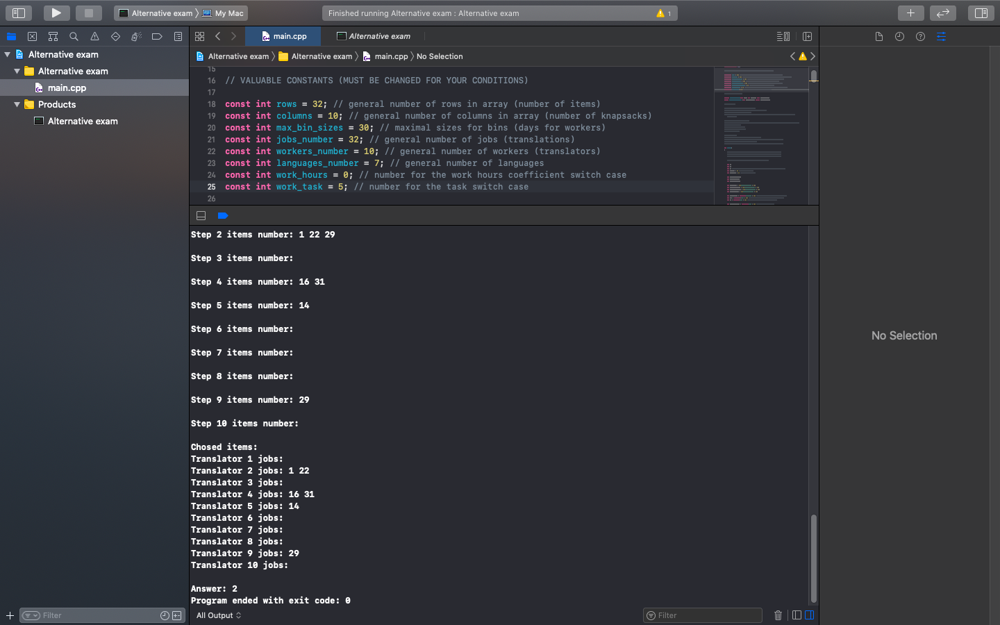 Alternative exam
My Mac
Finished running Alternative exam : Alternative exam
1
main.cpp
Alternative exam
Alternative exam
Alternative exam
main.cpp
Products
Alternative exam
Alternative exam
Alternative exam
main.cpp
No Selection
15
16 // VALUABLE CONSTANTS (MUST BE CHANGED FOR YOUR CONDITIONS)
17
18 const int rows = 32; // general number of rows in array (number of items)
19 const int columns = 10; // general number of columns in array (number of knapsacks)
20 const int max_bin_sizes = 30; // maximal sizes for bins (days for workers)
21 const int jobs_number = 32; // general number of jobs (translations)
22 const int workers_number = 10; // general number of workers (translators)
23 const int languages_number = 7; // general number of languages
24 const int work_hours = 0; // number for the work hours coefficient switch case
25 const int work_task = 5; // number for the task switch case
26
Step 2 items number: 1 22 29
Step 3 items number:
Step 4 items number: 16 31
Step 5 items number: 14
Step 6 items number:
Step 7 items number:
Step 8 items number:
Step 9 items number: 29
Step 10 items number:
Chosed items:
Translator 1 jobs:
Translator 2 jobs: 1 22
Translator 3 jobs:
Translator 4 jobs: 16 31
Translator 5 jobs: 14
Translator 6 jobs:
Translator 7 jobs:
Translator 8 jobs:
Translator 9 jobs: 29
Translator 10 jobs:
Answer: 2
Program ended with exit code: 0
No Selection
Filter
All Output
Filter